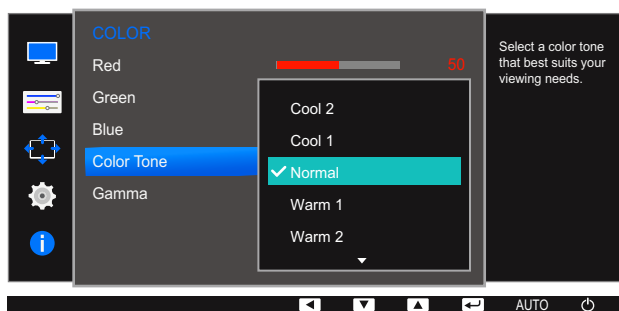 COLOR
Red
50
Green
Blue
Color Tone
Gamma
Cool 2
Cool 1
Normal
Warm 1
Warm 2
Select a color tone
that best suits your
viewing needs.
AUTO